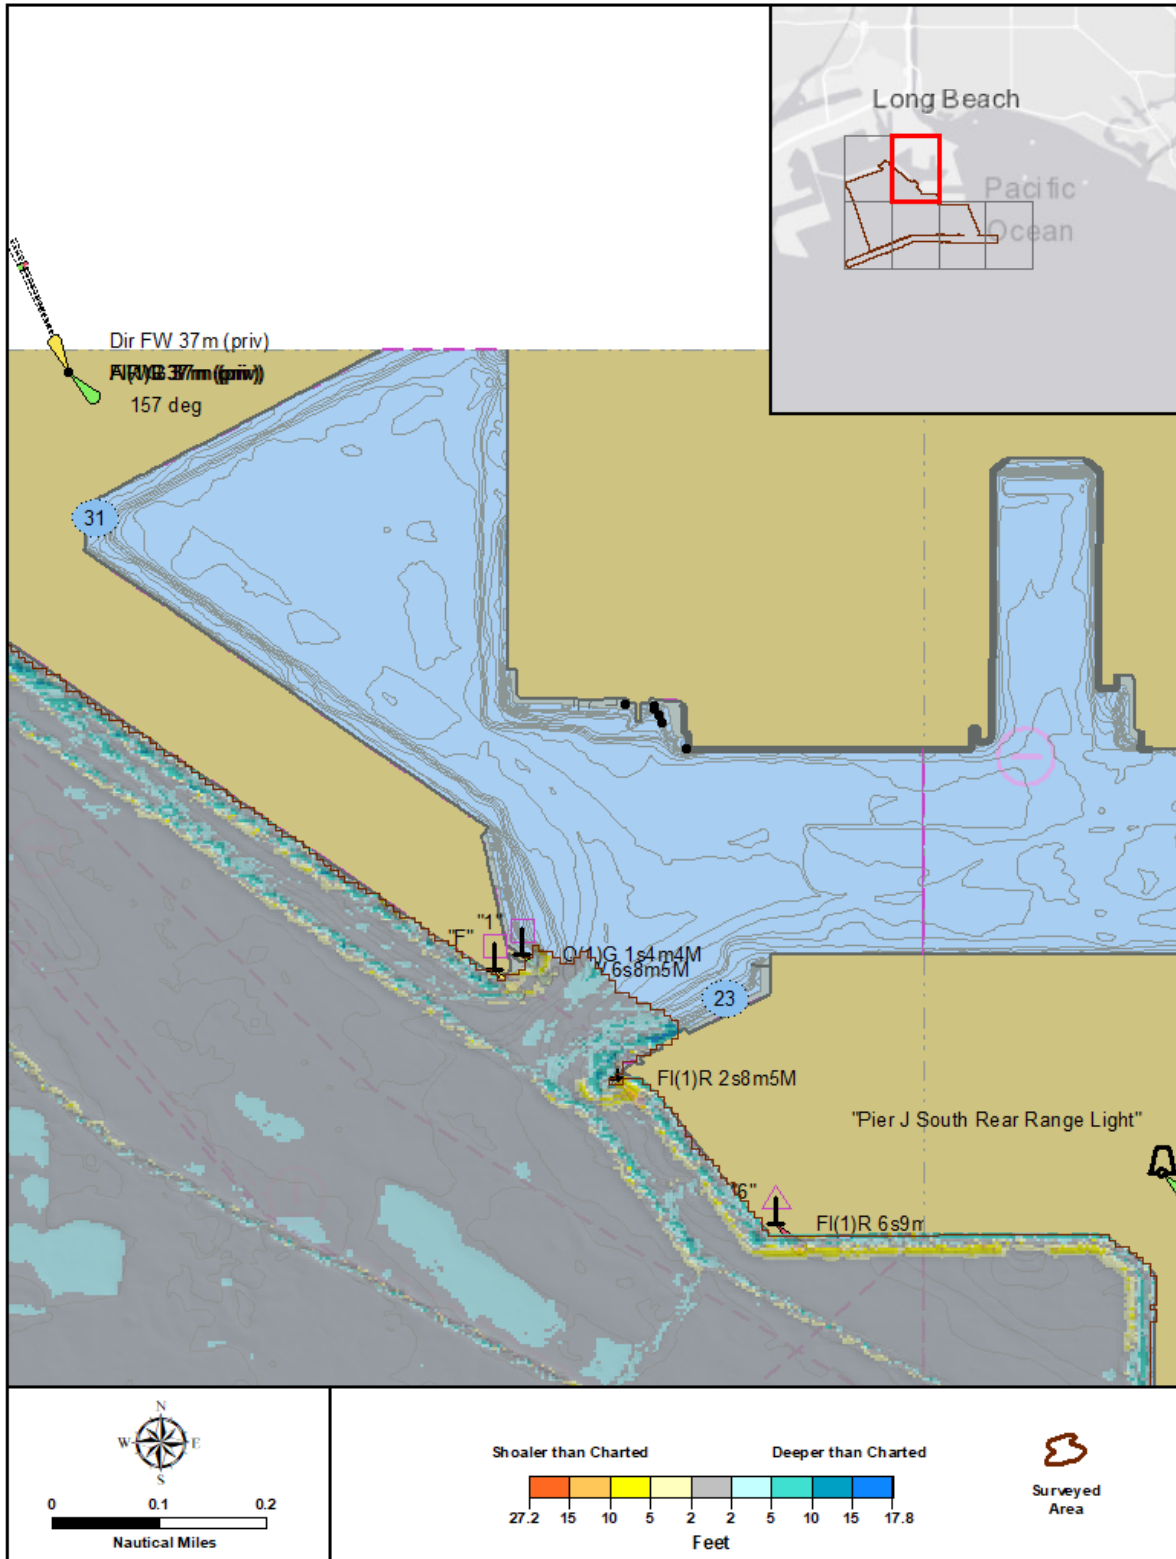 Long Beach
Pacific
Ocean
Dir FW 37m (priv)
157 deg
31
"F"
"1"
Q(1)G 1s4m4M
6s8m5M
23
Fl(1)R 2s8m5M
"Pier J South Rear Range Light"
6"
Fl(1)R 6s9m
N
W
E
S
0 0.1 0.2
Nautical Miles
Shoaler than Charted
Deeper than Charted
27.2 15 10 5 2 2 5 10 15 17.8
Feet
Surveyed
Area